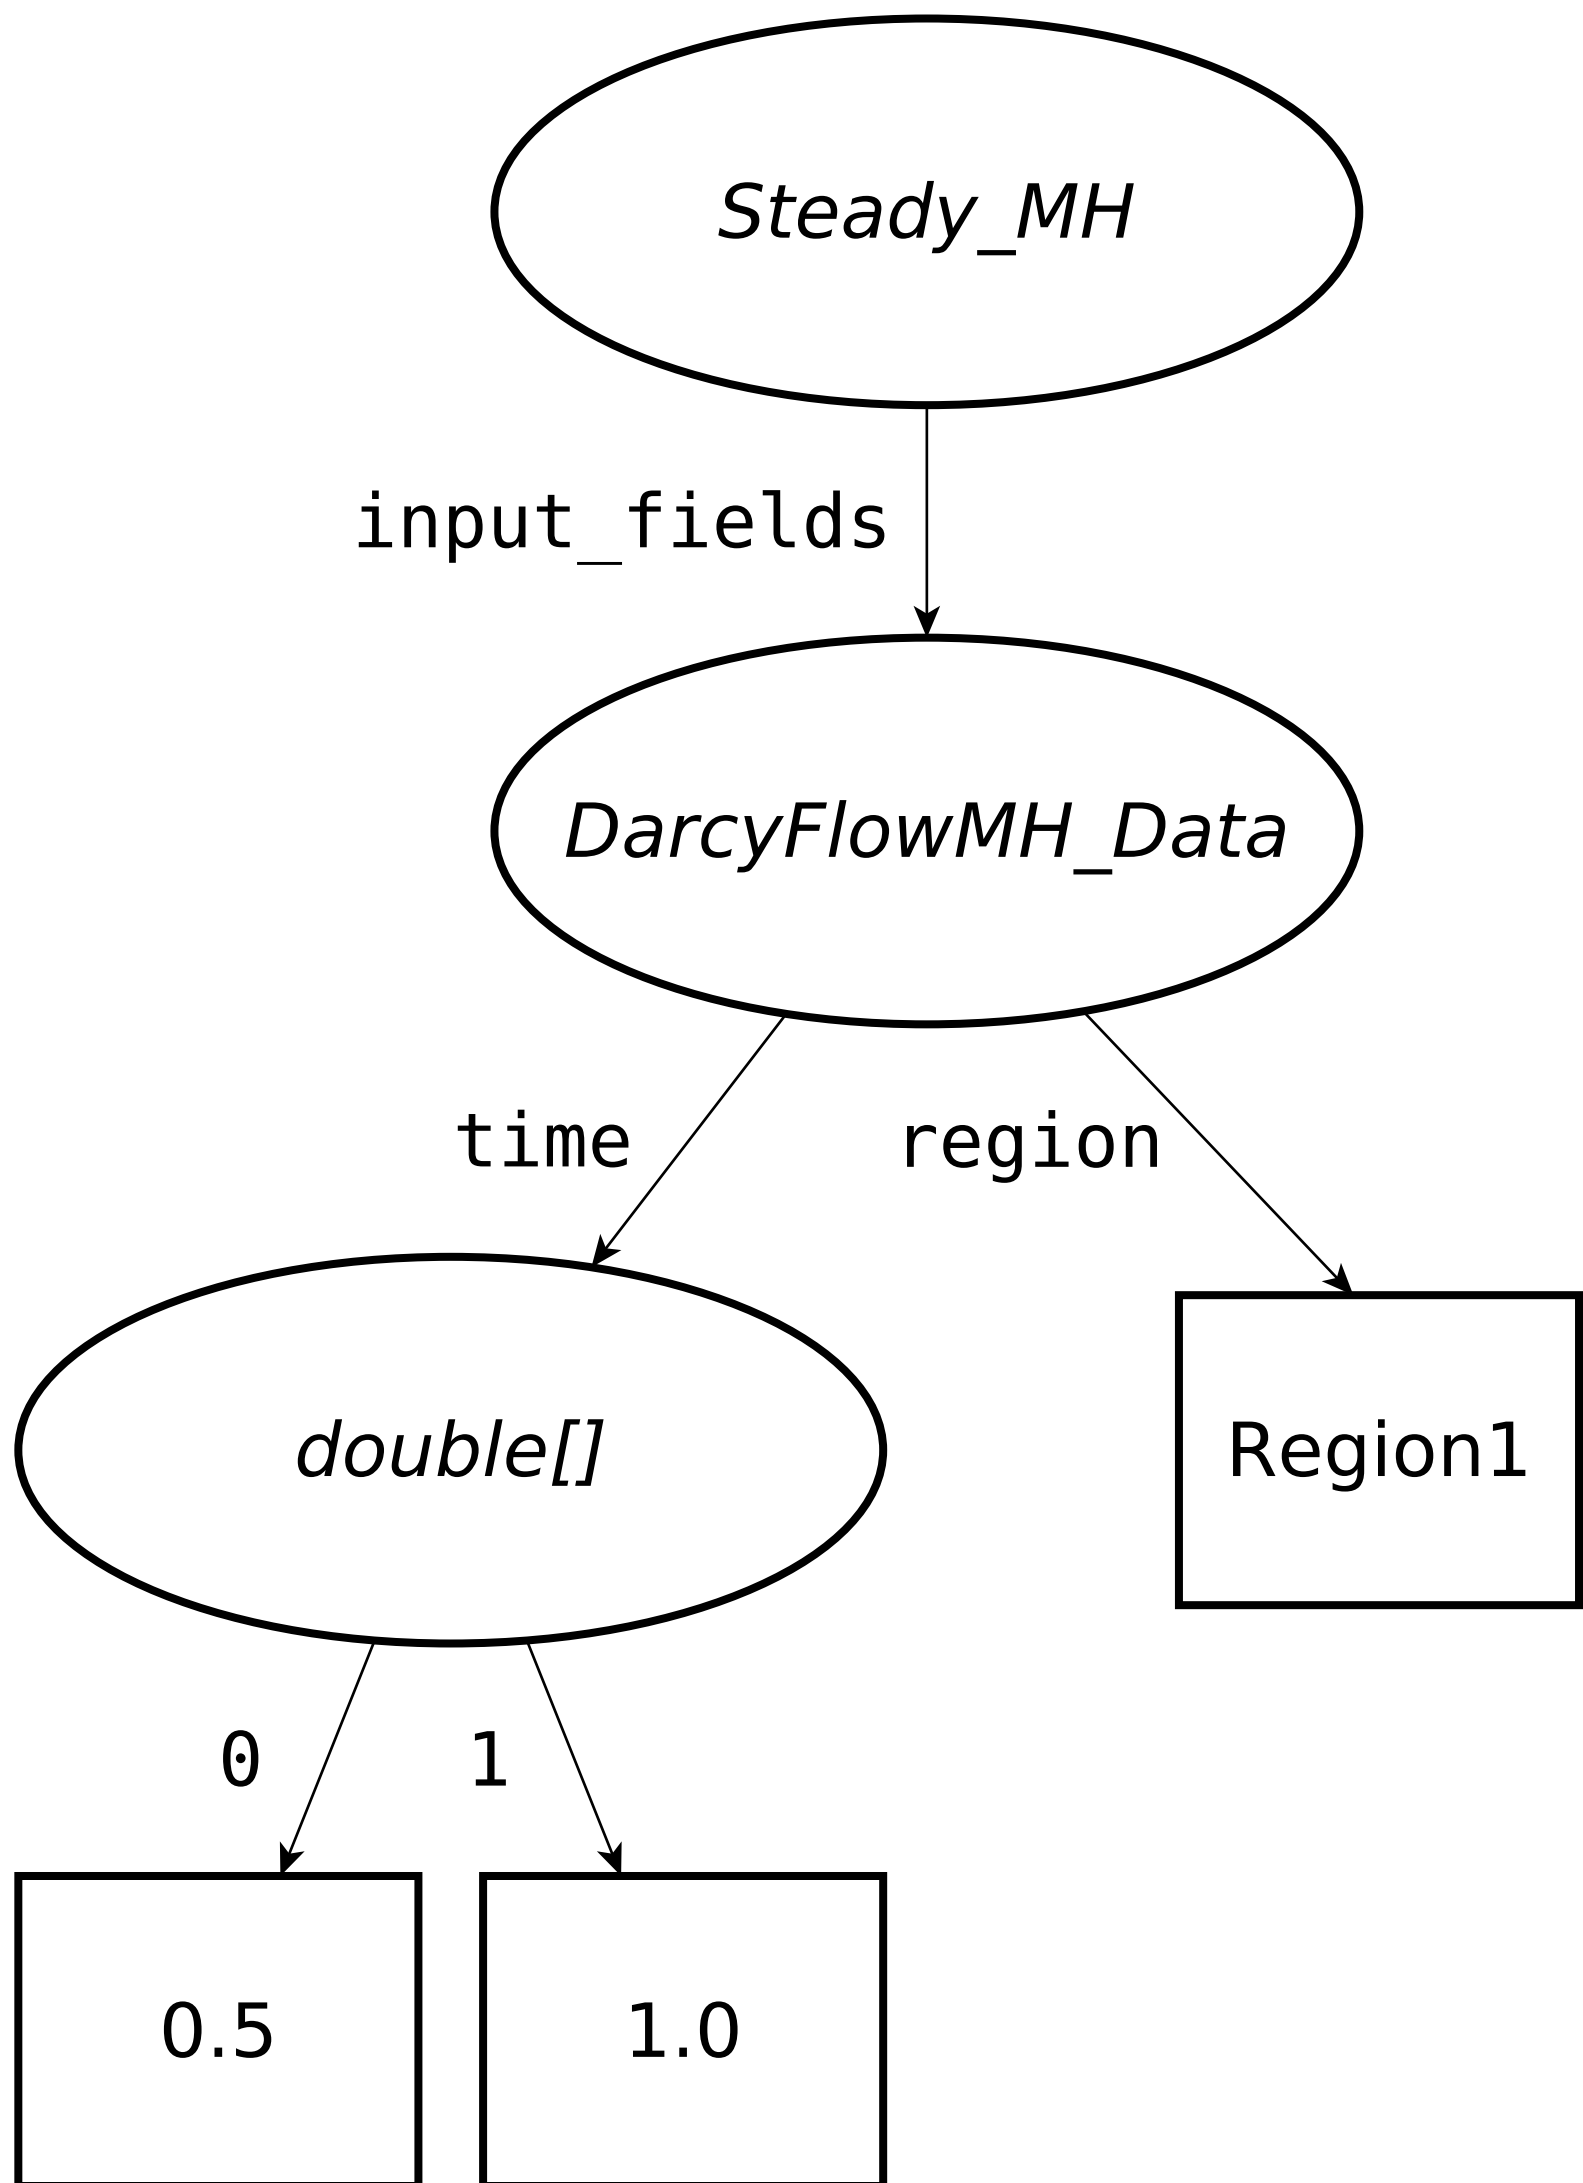 Steady_MH
input_fields
DarcyFlowMH_Data
time
region
double[]
Region1
0
1
0.5
1.0